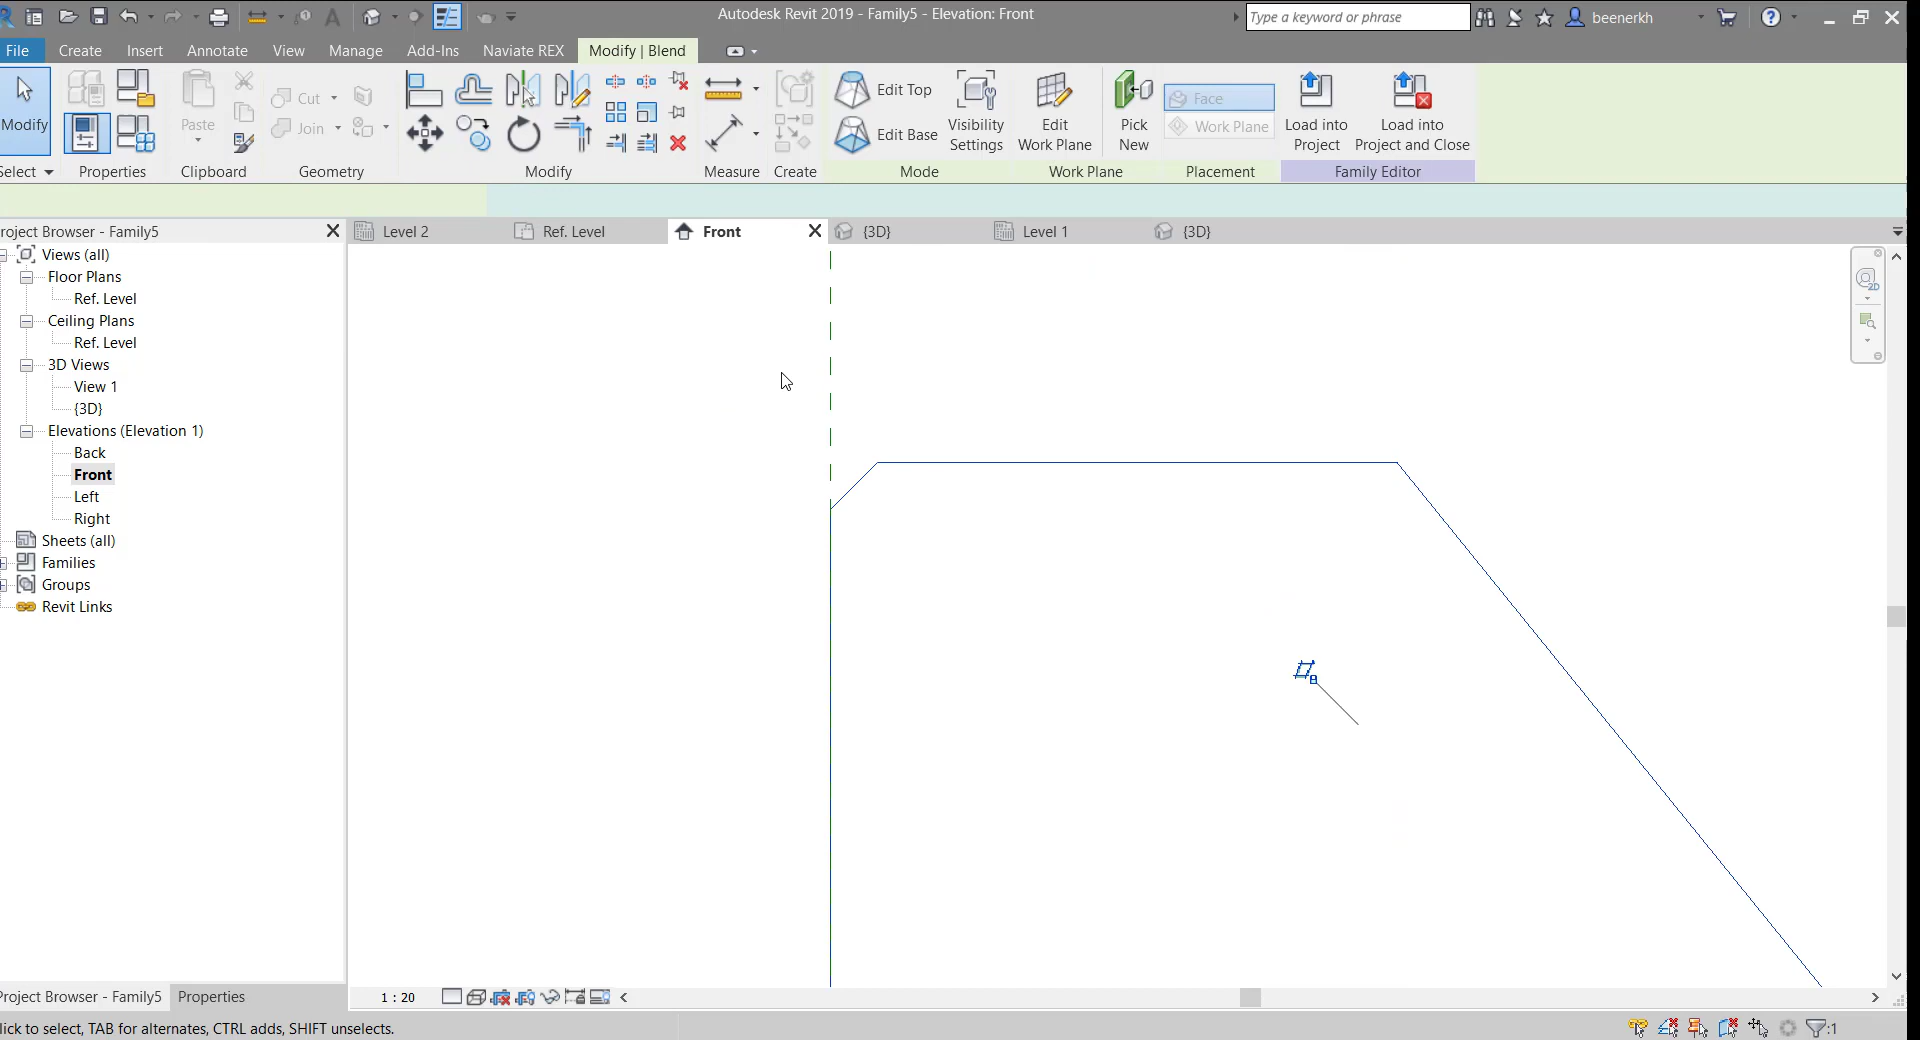 Autodesk Revit 2019 - Family5 - Elevation: Front
Type a keyword or phrase
beenerkh
File
Create
Insert
Annotate
View
Manage
Add-Ins
Naviate REX
Modify | Blend
Modify
Paste
Cut
Join
Edit Top
Edit Base
Visibility
Settings
Edit
Work Plane
Pick
New
Face
Work Plane
Load into
Project
Load into
Project and Close
Select
Properties
Clipboard
Geometry
Modify
Measure
Create
Mode
Work Plane
Placement
Family Editor
roject Browser - Family5
Level 2
Ref. Level
Front
{3D}
Level 1
{3D}
Views (all)
Floor Plans
Ref. Level
Ceiling Plans
Ref. Level
3D Views
View 1
{3D}
Elevations (Elevation 1)
Back
Front
Left
Right
Sheets (all)
Families
Groups
Revit Links
2D
Project Browser - Family5
Properties
1 : 20
lick to select, TAB for alternates, CTRL adds, SHIFT unselects.
:1